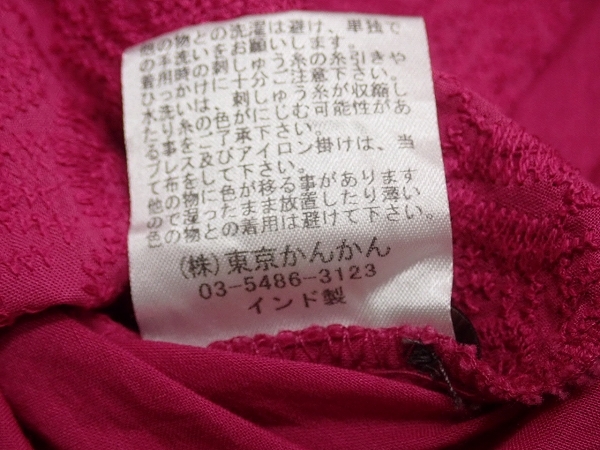 他の物との洗濯は避け、単独で
の手洗いをお願いします。
着用時の刺しゅう糸の糸引きや
ひっかけに十分ご注意下さい。
水洗いは、刺しゅう糸が収縮し
たり糸の色がにじむ可能性があ
る事をご了承下さい。
プレス及びアイロン掛けは、当
て布をして
他の物に色が移る事があります
ので湿ったまま放置したり薄い
色の物との着用は避けて下さい。
(株)東京かんかん
03-5486-3123
インド製